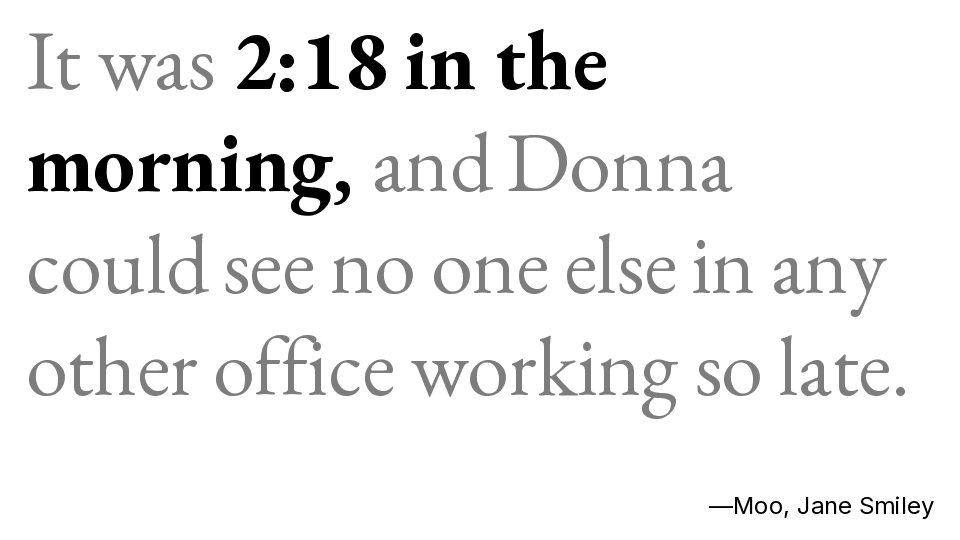 It was 2:18 in the
morning, and Donna
could see no one else in any
other office working so late.
—Moo, Jane Smiley